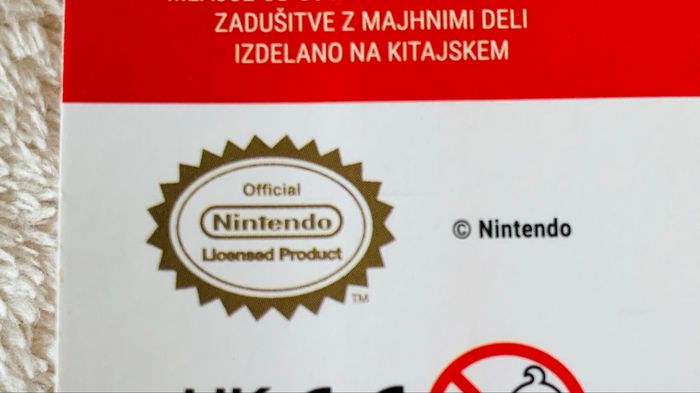 ZADUŠITVE Z MAJHNIMI DELI
IZDELANO NA KITAJSKEM
Official
Nintendo
Licensed Product
TM
© Nintendo